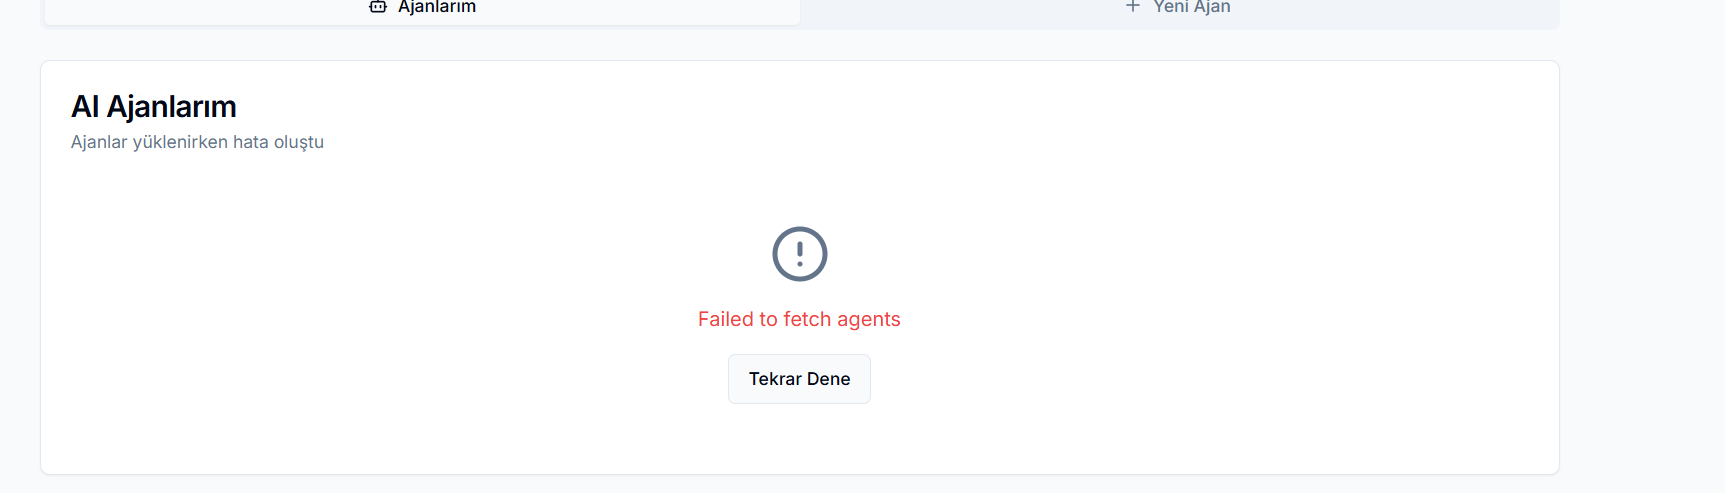 Ajanlarım
Yeni Ajan
AI Ajanlarım
Ajanlar yüklenirken hata oluştu
Failed to fetch agents
Tekrar Dene